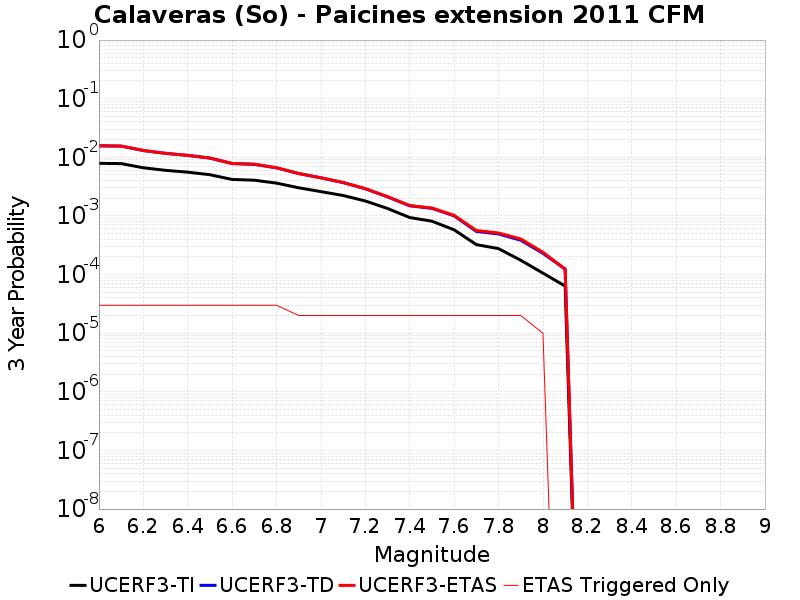 Calaveras (So) - Paicines extension 2011 CFM
10^0
10^-1
10^-2
10^-3
10^-4
10^-5
10^-6
10^-7
10^-8
3 Year Probability
6 6.2 6.4 6.6 6.8 7 7.2 7.4 7.6 7.8 8 8.2 8.4 8.6 8.8 9
Magnitude
UCERF3-TI UCERF3-TD UCERF3-ETAS ETAS Triggered Only